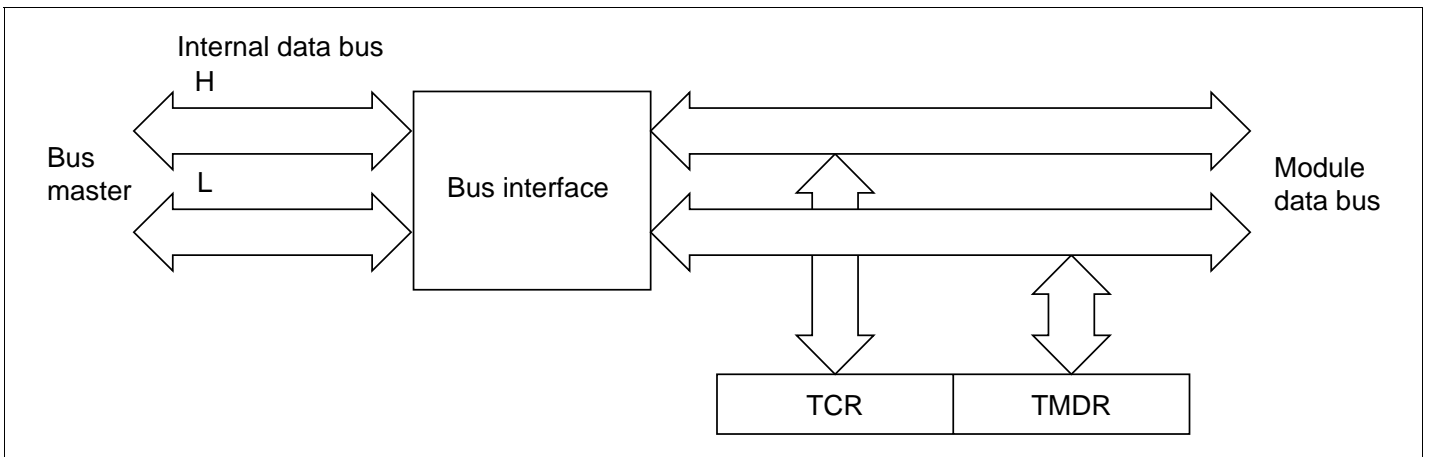 Internal data bus
H
Bus
master
L
Bus interface
Module
data bus
TCR
TMDR